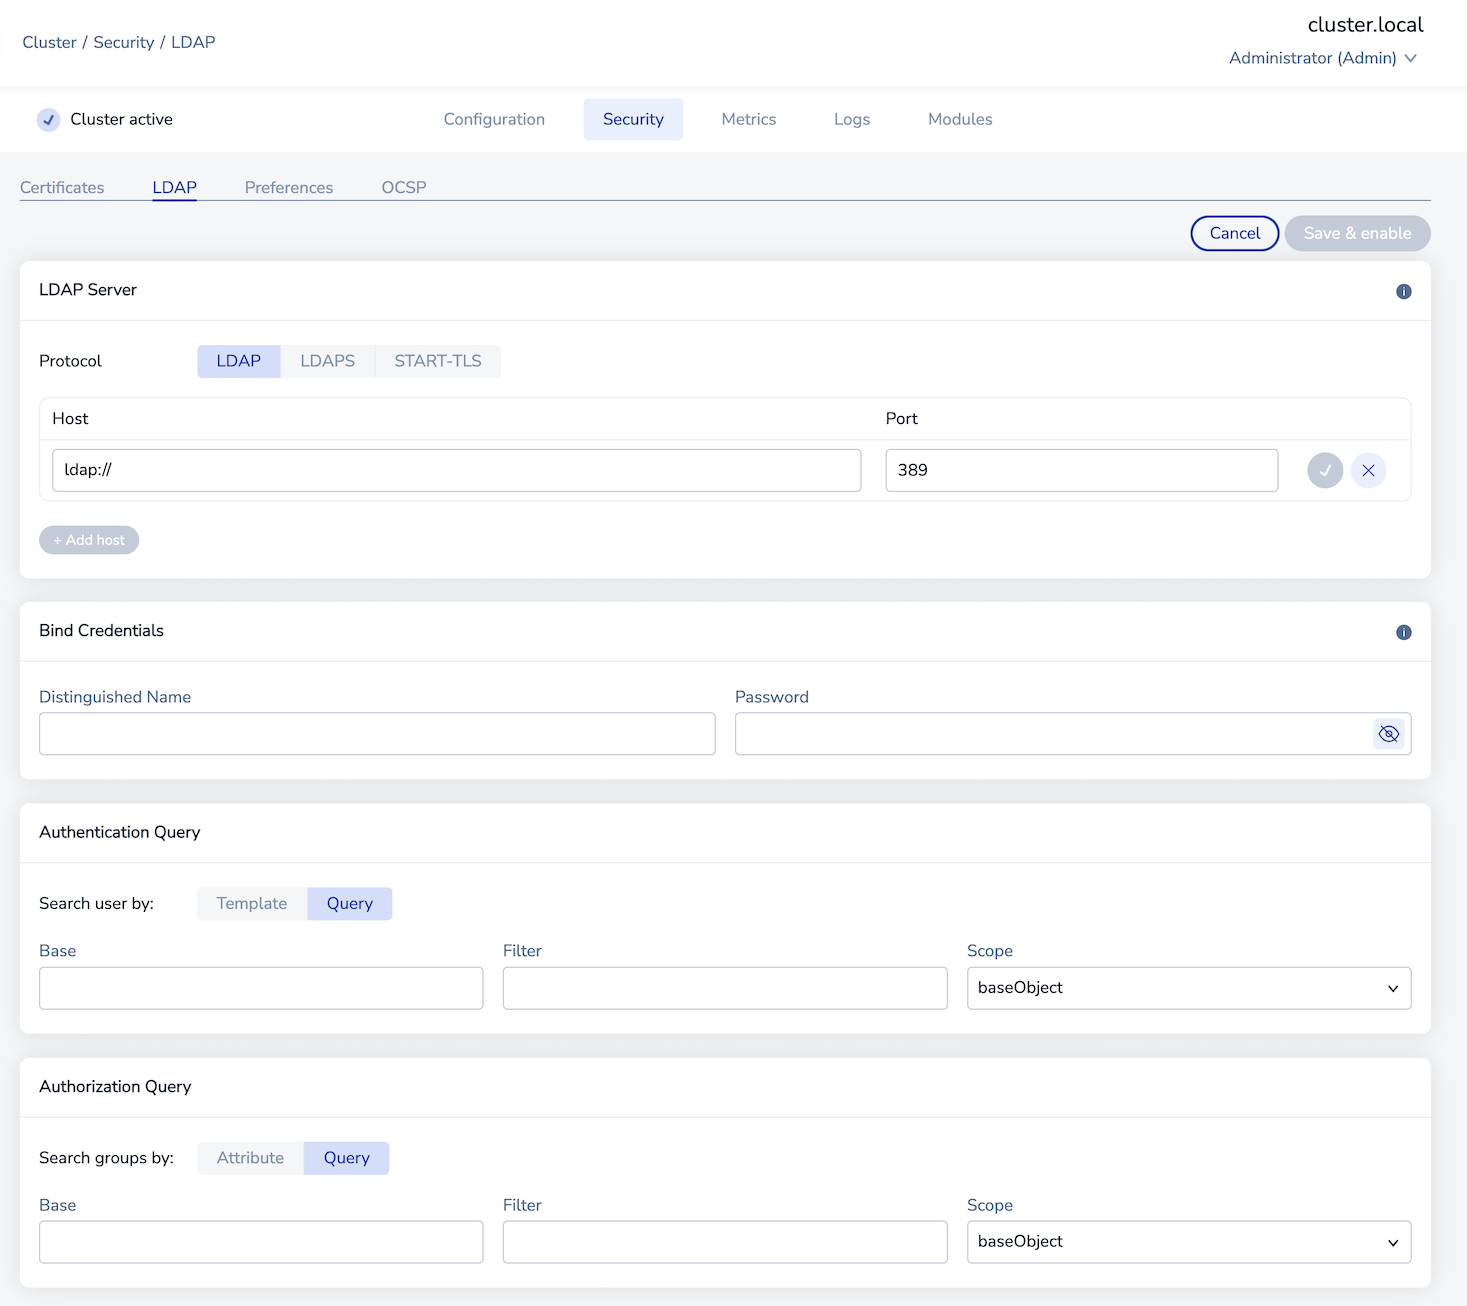 cluster.local
Cluster / Security / LDAP
Administrator (Admin)
Cluster active
Configuration
Security
Metrics
Logs
Modules
Certificates
LDAP
Preferences
OCSP
Cancel
Save & enable
LDAP Server
Protocol
LDAP
LDAPS
START-TLS
Host
Port
ldap://
389
+ Add host
Bind Credentials
Distinguished Name
Password
Authentication Query
Search user by:
Template
Query
Base
Filter
Scope
baseObject
Authorization Query
Search groups by:
Attribute
Query
Base
Filter
Scope
baseObject